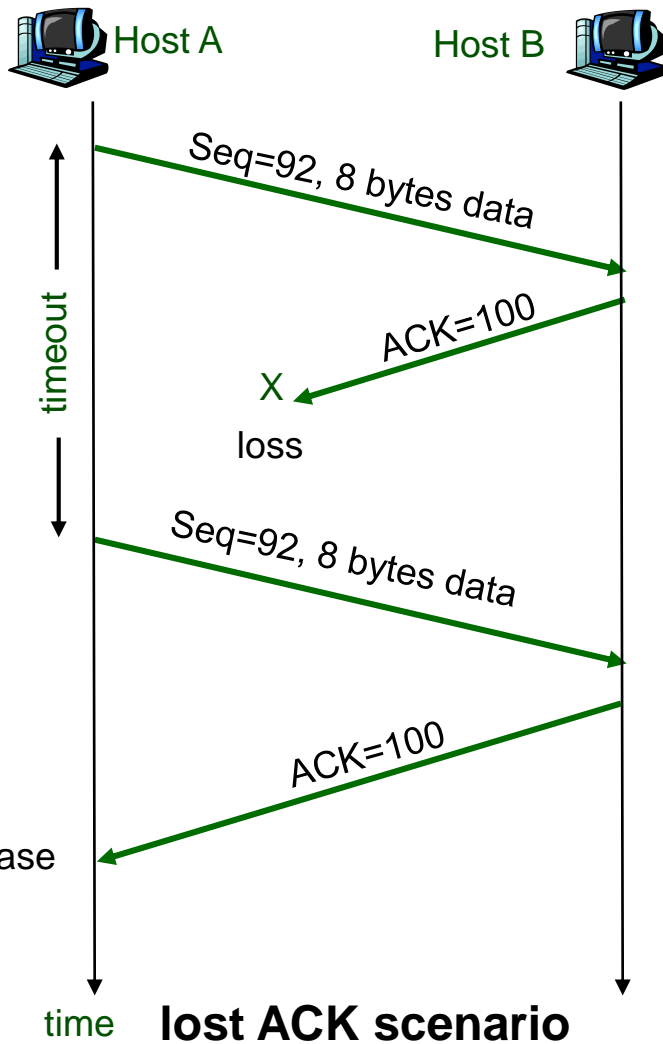 Host A
Host B
Seq=92, 8 bytes data
timeout
ACK=100
X
loss
Seq=92, 8 bytes data
ACK=100
ase
time
lost ACK scenario